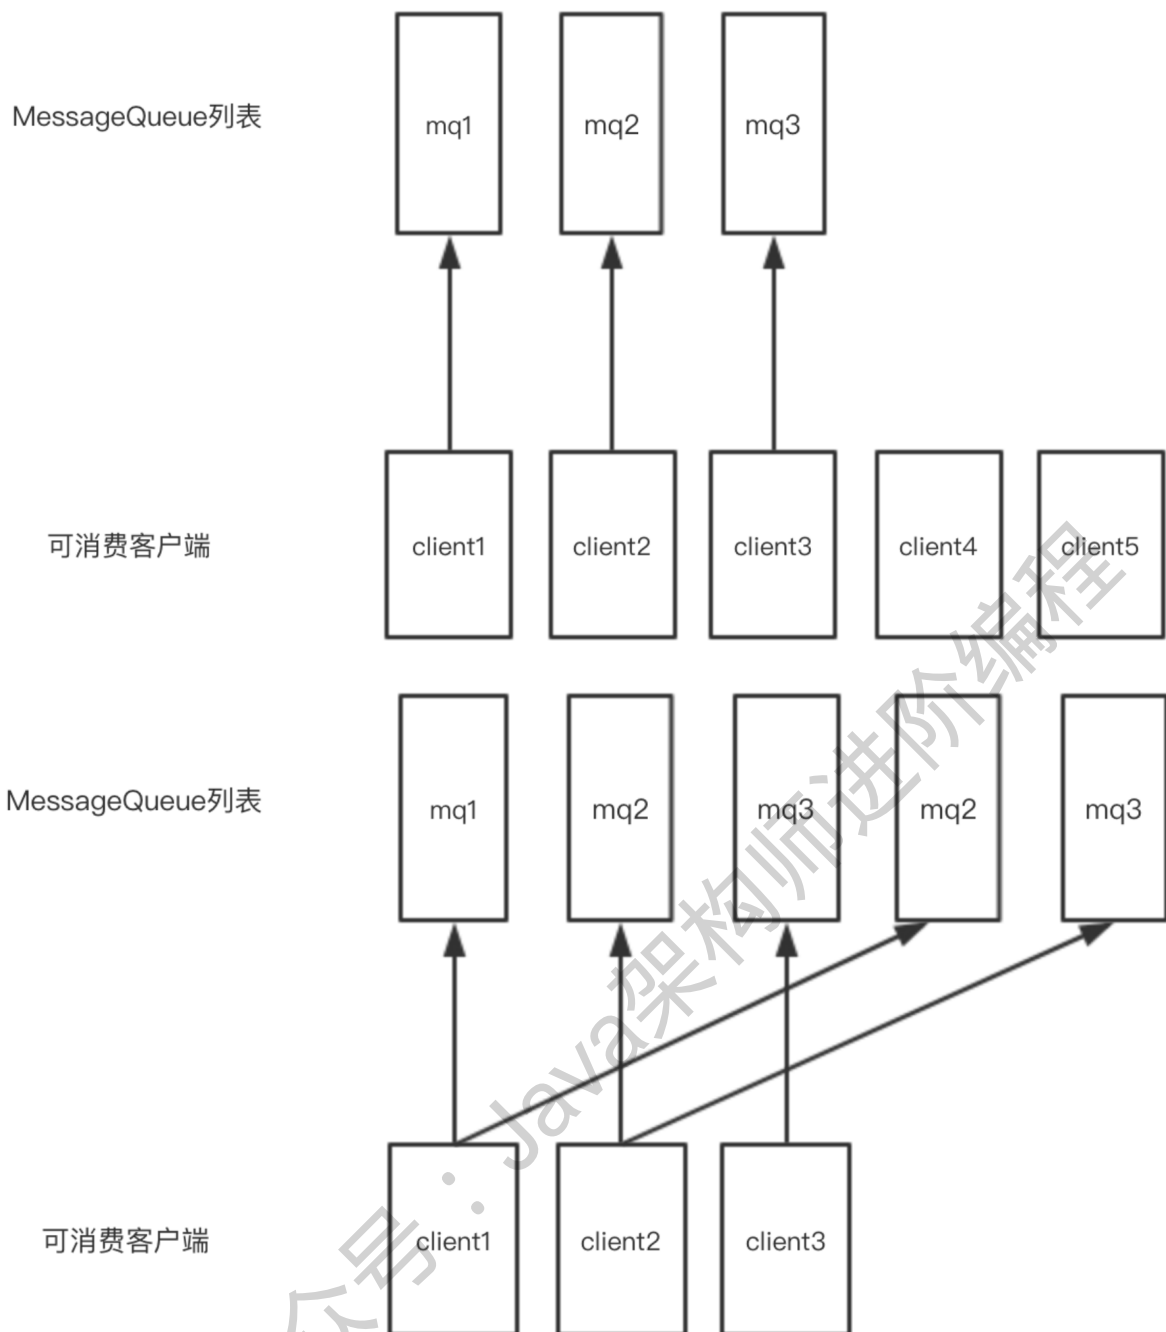 MessageQueue列表
mq1
mq2
mq3
可消费客户端
client1
client2
client3
client4
client5
MessageQueue列表
mq1
mq2
mq3
mq2
mq3
可消费客户端
client1
client2
client3
众号：Java架构师进阶编程